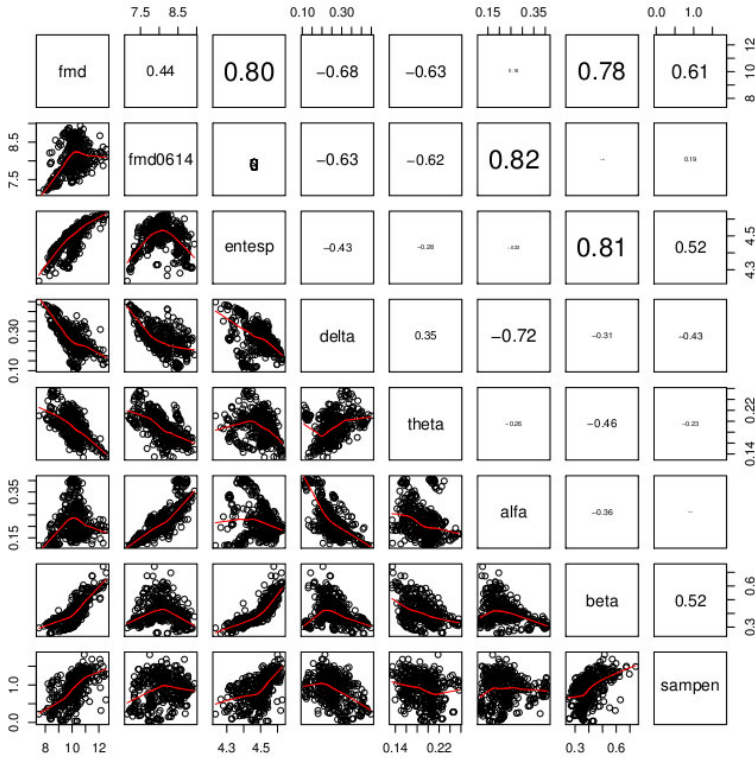 7.5 8.5 0.10 0.30 0.15 0.35 0.0 1.0
fmd 0.44 0.80 −0.68 −0.63 0.78 0.61
8 10 12
7.5 8.5
fmd0614 −0.63 −0.62 0.82 0.19
entesp −0.43 −0.28 0.81 0.52
4.3 4.5
0.10 0.30
delta 0.35 −0.72 −0.31 −0.43
theta −0.26 −0.46 −0.23
0.14 0.22
0.15 0.35
alfa −0.36
beta 0.52
0.3 0.6
0.0 1.0
sampen
8 10 12 4.3 4.5 0.14 0.22 0.3 0.6